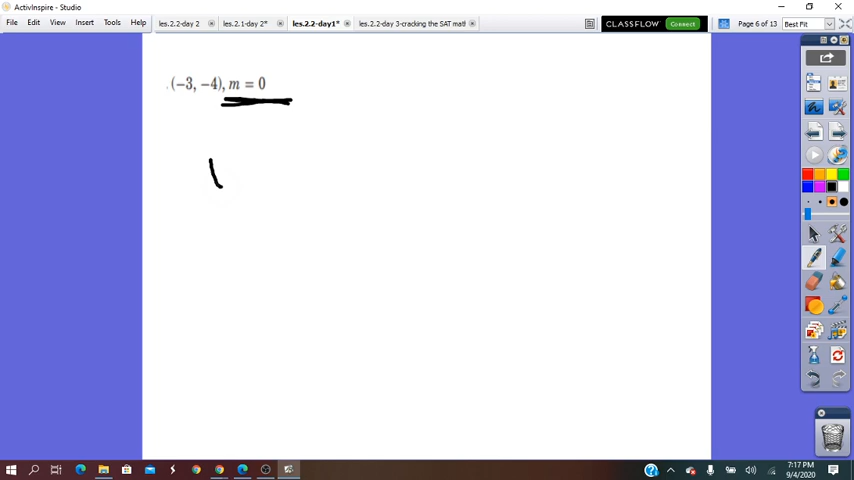 ActivInspire - Studio
File Edit View Insert Tools Help
les.2.2-day 2
les.2.1-day 2*
les.2.2-day1*
les.2.2-day 3-cracking the SAT mat
CLASSFLOW Connect
Page 6 of 13
Best Fit
(−3, −4), m = 0
7:17 PM
9/4/2020